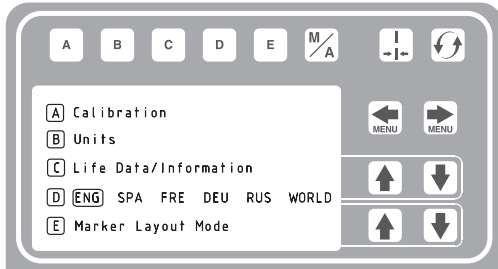 A B C D E M/A
A Calibration
B Units
MENU MENU
C Life Data/Information
D ENG SPA FRE DEU RUS WORLD
E Marker Layout Mode